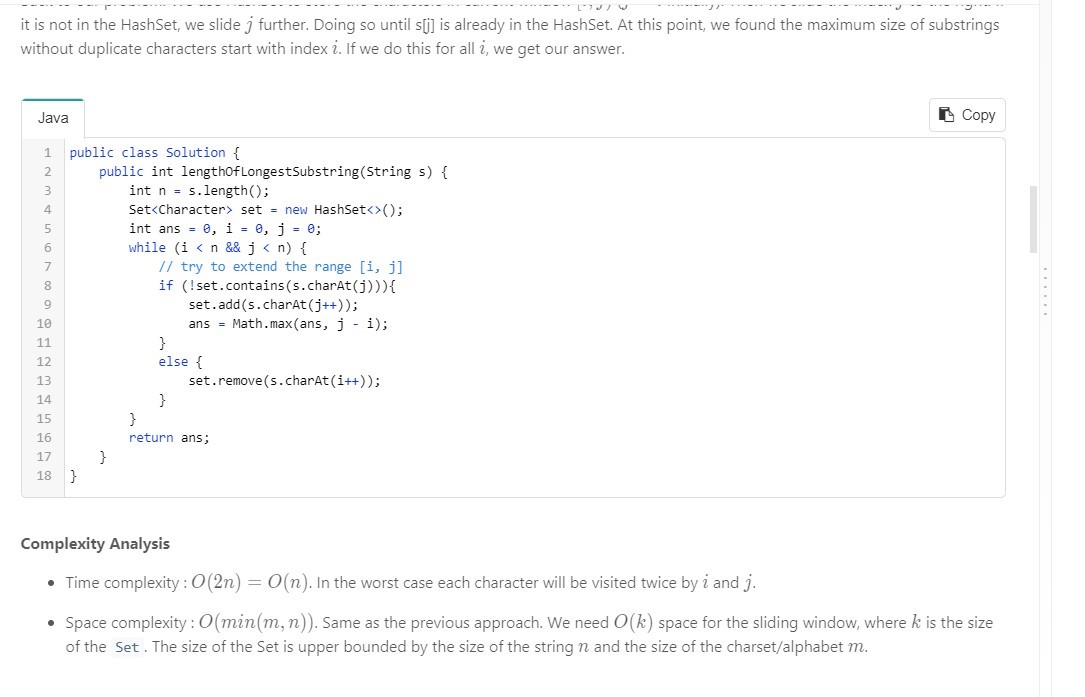 it is not in the HashSet, we slide j further. Doing so until s[j] is already in the HashSet. At this point, we found the maximum size of substrings
without duplicate characters start with index i. If we do this for all i, we get our answer.
Java
Copy
1 public class Solution {
2     public int lengthOfLongestSubstring(String s) {
3         int n = s.length();
4         Set<Character> set = new HashSet<>();
5         int ans = 0, i = 0, j = 0;
6         while (i < n && j < n) {
7             // try to extend the range [i, j]
8             if (!set.contains(s.charAt(j))){
9                 set.add(s.charAt(j++));
10                 ans = Math.max(ans, j - i);
11             }
12             else {
13                 set.remove(s.charAt(i++));
14             }
15         }
16         return ans;
17     }
18 }
Complexity Analysis
• Time complexity : O(2n) = O(n). In the worst case each character will be visited twice by i and j.
• Space complexity : O(min(m, n)). Same as the previous approach. We need O(k) space for the sliding window, where k is the size
of the Set. The size of the Set is upper bounded by the size of the string n and the size of the charset/alphabet m.